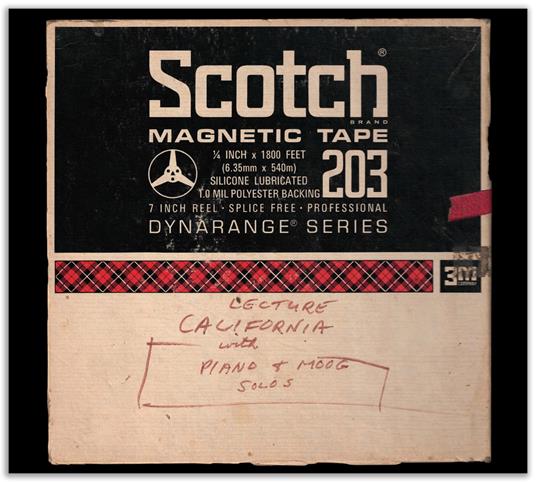 Scotch®
BRAND
MAGNETIC TAPE
¼ INCH x 1800 FEET
(6.35mm x 540m)
SILICONE LUBRICATED
1.0 MIL POLYESTER BACKING
203
7 INCH REEL · SPLICE FREE · PROFESSIONAL
DYNARANGE® SERIES
3M
COMPANY
LECTURE
CALIFORNIA
with
PIANO & MOOG
SOLOS